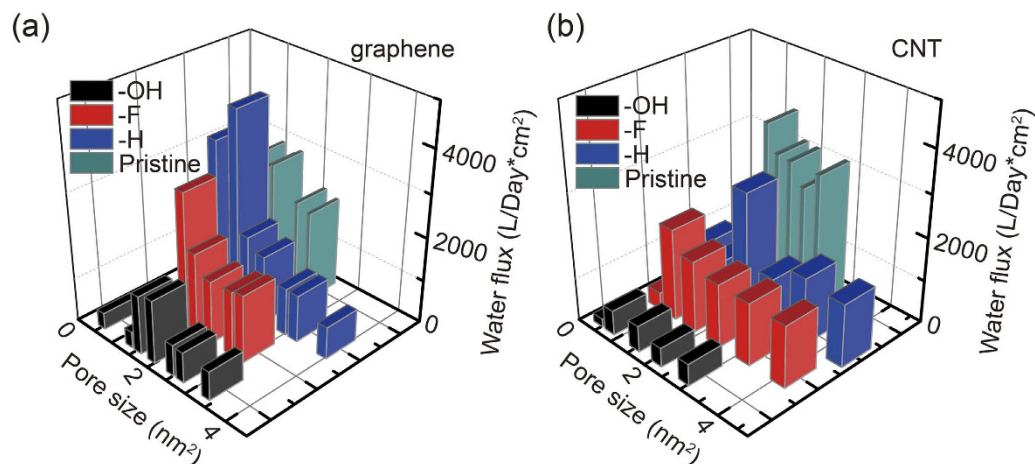 (a)
graphene
-OH
-F
-H
Pristine
4000
2000
0
Water flux (L/Day*cm²)
0
2
4
Pore size (nm²)
(b)
CNT
-OH
-F
-H
Pristine
4000
2000
0
Water flux (L/Day*cm²)
0
2
4
Pore size (nm²)